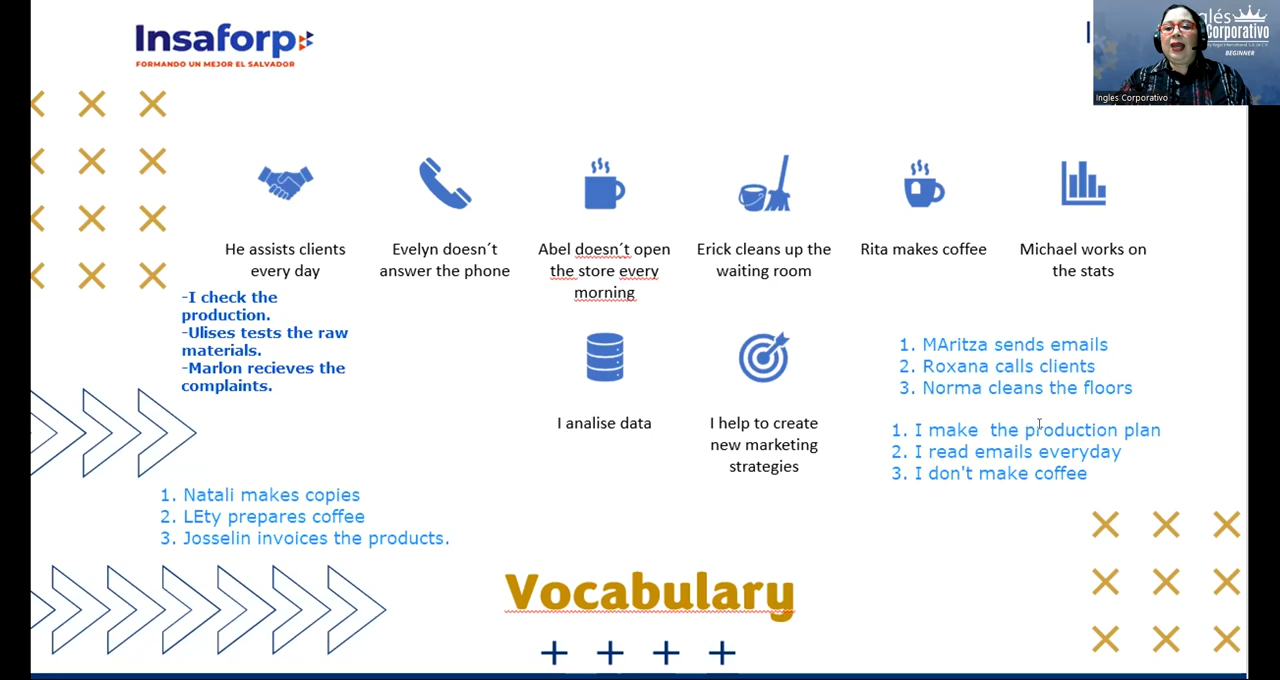 Insaforp
FORMANDO UN MEJOR EL SALVADOR
glés
Corporativo
BEGINNER
Ingles Corporativo
He assists clients
every day
Evelyn doesn´t
answer the phone
Abel doesn´t open
the store every
morning
Erick cleans up the
waiting room
Rita makes coffee
Michael works on
the stats
-I check the
production.
-Ulises tests the raw
materials.
-Marlon recieves the
complaints.
I analise data
I help to create
new marketing
strategies
1. MAritza sends emails
2. Roxana calls clients
3. Norma cleans the floors
1. I make  the production plan
2. I read emails everyday
3. I don't make coffee
1. Natali makes copies
2. LEty prepares coffee
3. Josselin invoices the products.
Vocabulary